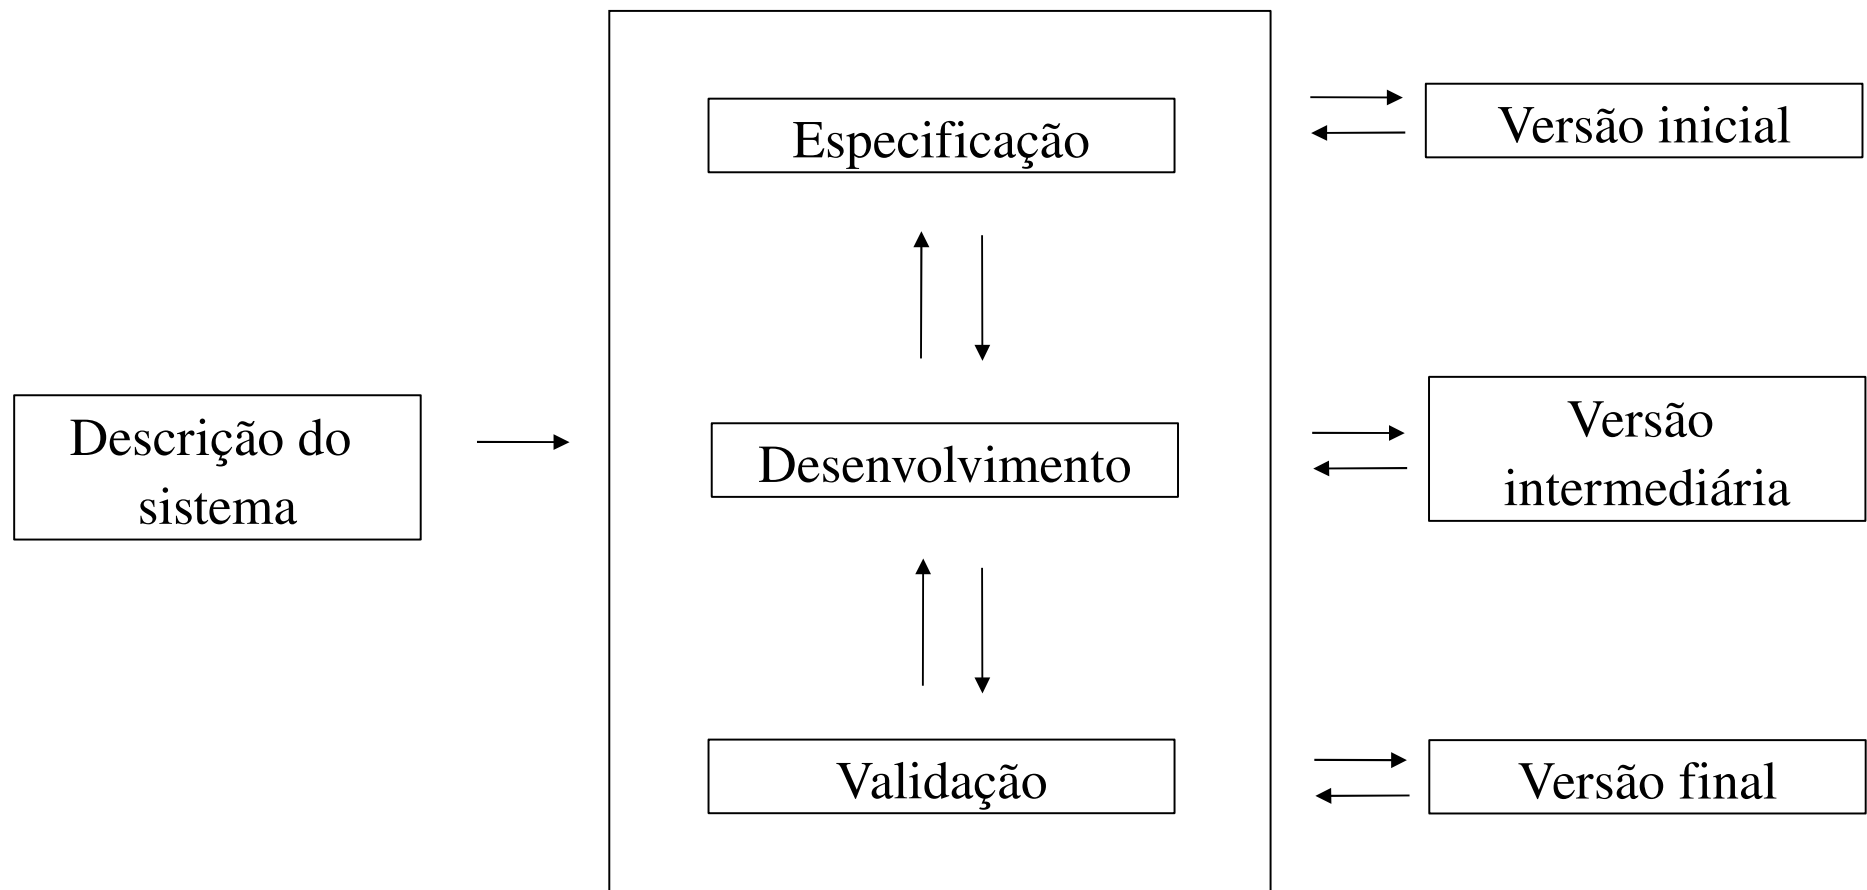 Especificação
Versão inicial
Descrição do
sistema
Desenvolvimento
Versão
intermediária
Validação
Versão final